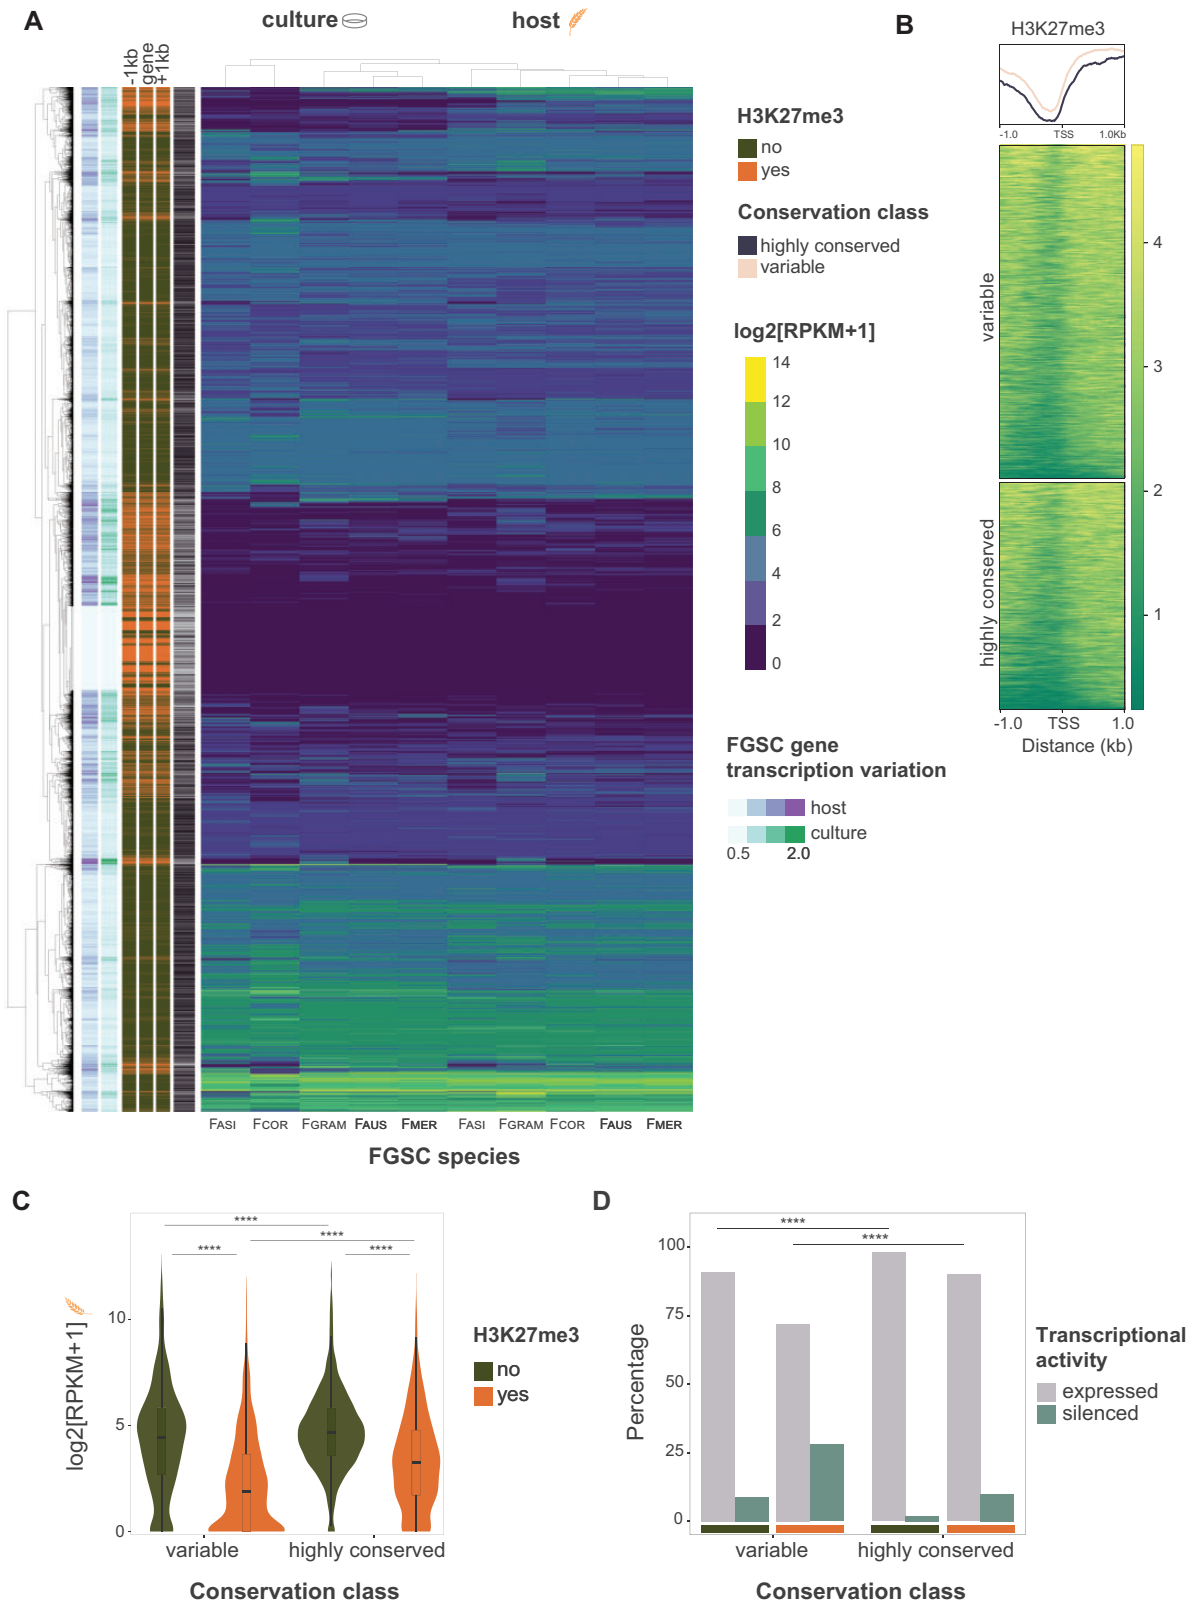 A
culture
host
-1kb
gene
+1kb
H3K27me3
no
yes
Conservation class
highly conserved
variable
log2[RPKM+1]
14
12
10
8
6
4
2
0
FGSC gene
transcription variation
host
culture
0.5
2.0
FASI
FCOR
FGRAM
FAUS
FMER
FASI
FGRAM
FCOR
FAUS
FMER
FGSC species
B
H3K27me3
-1.0
TSS
1.0Kb
variable
highly conserved
4
3
2
1
-1.0
TSS
1.0
Distance (kb)
C
****
****
****
****
log2[RPKM+1]
10
5
0
variable
highly conserved
Conservation class
H3K27me3
no
yes
D
****
****
Percentage
100
75
50
25
0
variable
highly conserved
Conservation class
Transcriptional
activity
expressed
silenced